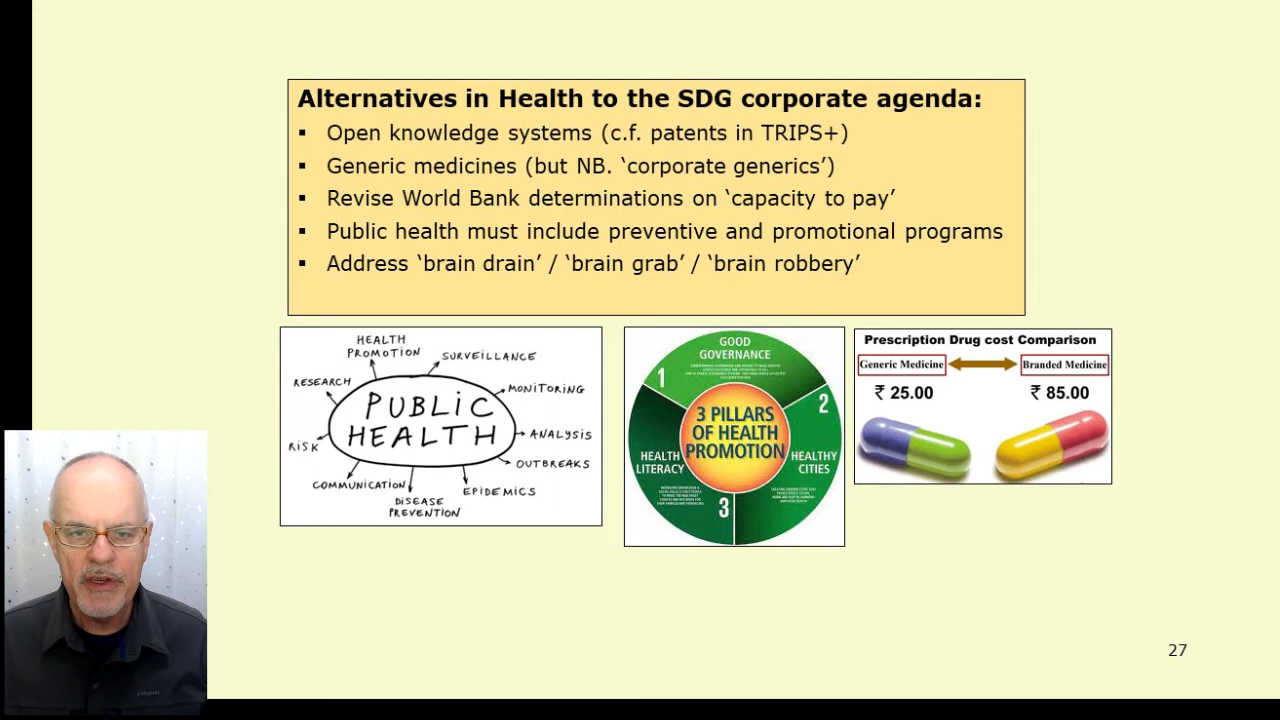 Alternatives in Health to the SDG corporate agenda:
▪ Open knowledge systems (c.f. patents in TRIPS+)
▪ Generic medicines (but NB. ‘corporate generics’)
▪ Revise World Bank determinations on ‘capacity to pay’
▪ Public health must include preventive and promotional programs
▪ Address ‘brain drain’ / ‘brain grab’ / ‘brain robbery’
HEALTH
PROMOTION
SURVEILLANCE
RESEARCH
MONITORING
PUBLIC
HEALTH
RISK
ANALYSIS
OUTBREAKS
COMMUNICATION
EPIDEMICS
DISEASE
PREVENTION
GOOD
GOVERNANCE
1
2
3 PILLARS
OF HEALTH
PROMOTION
HEALTH
LITERACY
HEALTHY
CITIES
3
Prescription Drug cost Comparison
Generic Medicine
Branded Medicine
₹ 25.00
₹ 85.00
27